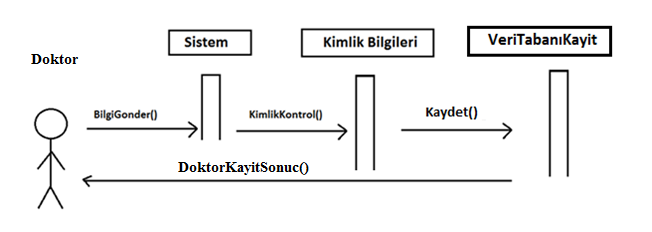 Sistem
Kimlik Bilgileri
VeriTabanıKayit
Doktor
BilgiGonder()
KimlikKontrol()
Kaydet()
DoktorKayitSonuc()